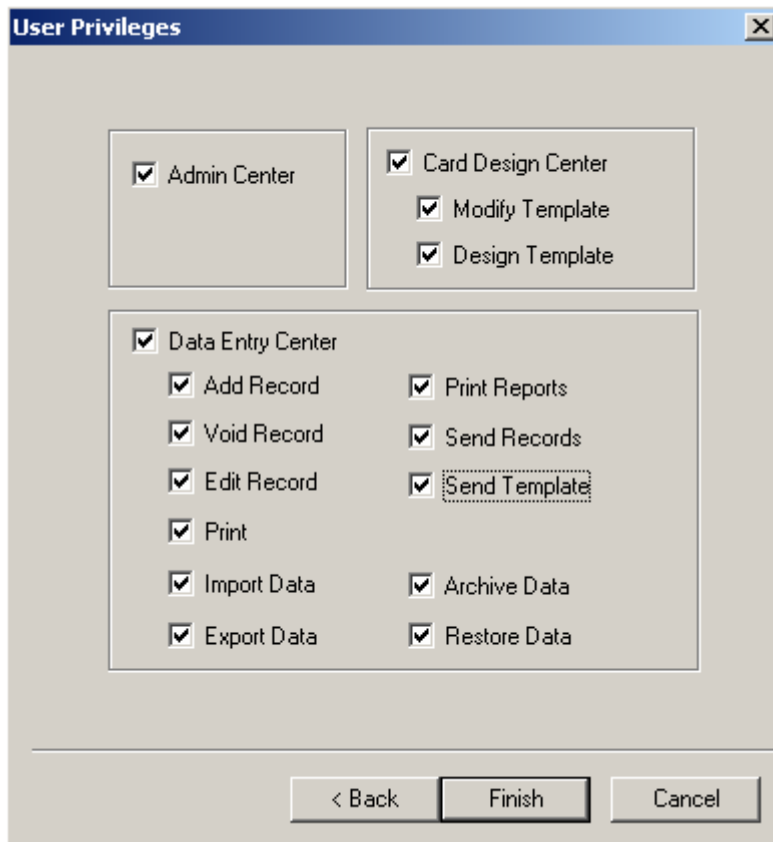 User Privileges
Admin Center
Card Design Center
Modify Template
Design Template
Data Entry Center
Add Record
Print Reports
Void Record
Send Records
Edit Record
Send Template
Print
Import Data
Archive Data
Export Data
Restore Data
< Back
Finish
Cancel